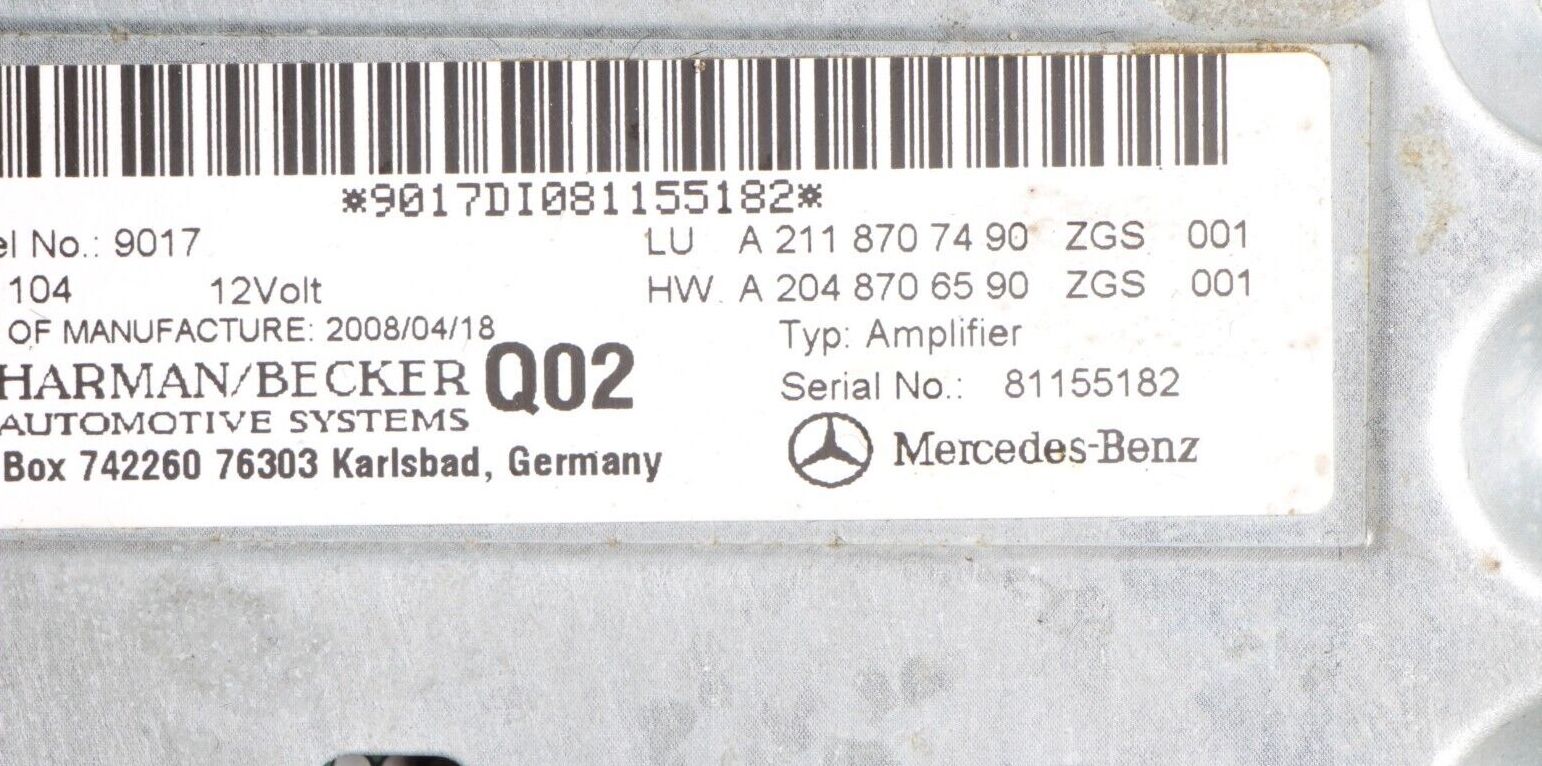 *9017DI081155182*
el No.: 9017 LU A 211 870 74 90 ZGS 001
104 12Volt HW. A 204 870 65 90 ZGS 001
OF MANUFACTURE: 2008/04/18 Typ: Amplifier
HARMAN/BECKER Q02 Serial No.: 81155182
AUTOMOTIVE SYSTEMS
Box 742260 76303 Karlsbad, Germany Mercedes-Benz